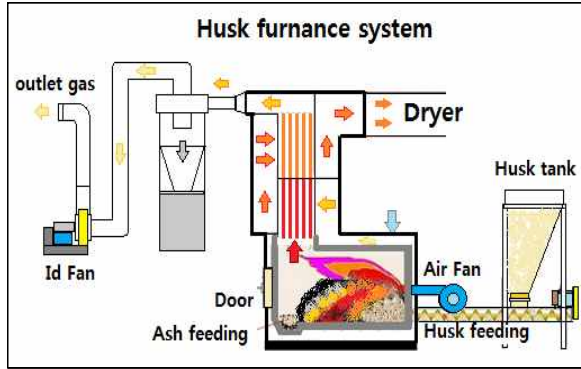 Husk furnance system
outlet gas
Dryer
Husk tank
Id Fan
Door
Air Fan
Ash feeding
Husk feeding